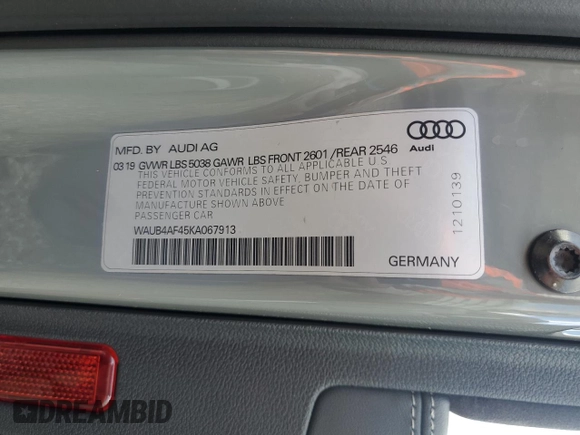 MFD. BY AUDI AG
03 19 GVWR LBS 5038 GAWR LBS FRONT 2601 / REAR 2546
THIS VEHICLE CONFORMS TO ALL APPLICABLE U S
FEDERAL MOTOR VEHICLE SAFETY, BUMPER AND THEFT
PREVENTION STANDARDS IN EFFECT ON THE DATE OF
MANUFACTURE SHOWN ABOVE
PASSENGER CAR
WAUB4AF45KA067913
GERMANY
Audi
1210139
DREAMBID